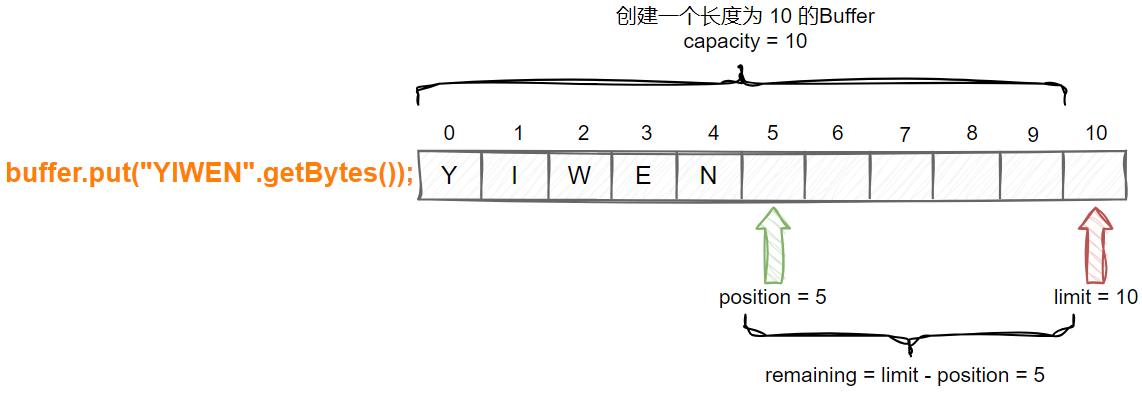 创建一个长度为 10 的Buffer
capacity = 10
0 1 2 3 4 5 6 7 8 9 10
buffer.put("YIWEN".getBytes()); Y I W E N
position = 5 limit = 10
remaining = limit - position = 5